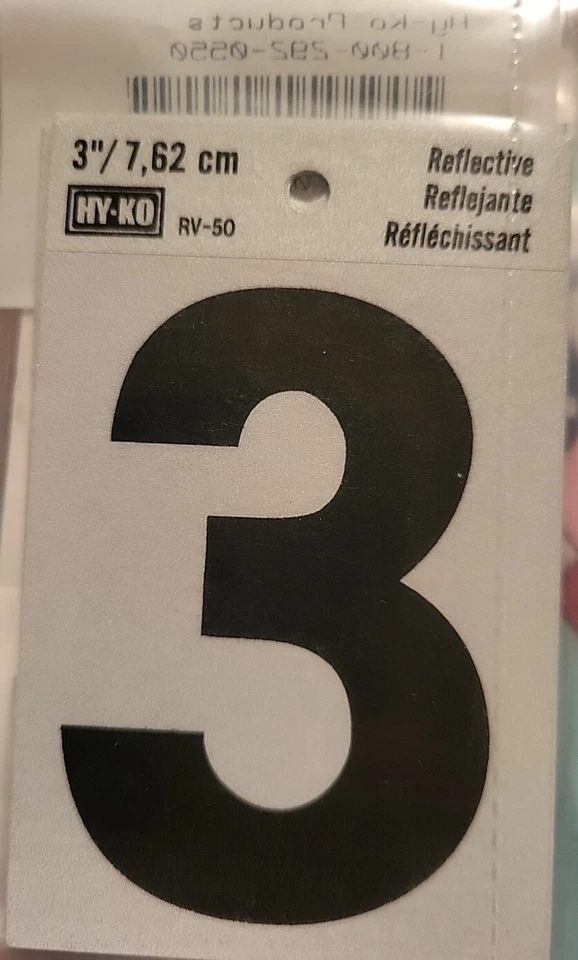 Hy-Ko Products
1-800-292-0550
3"/ 7,62 cm
HY-KO
RV-50
Reflective
Reflejante
Réfléchissant
3